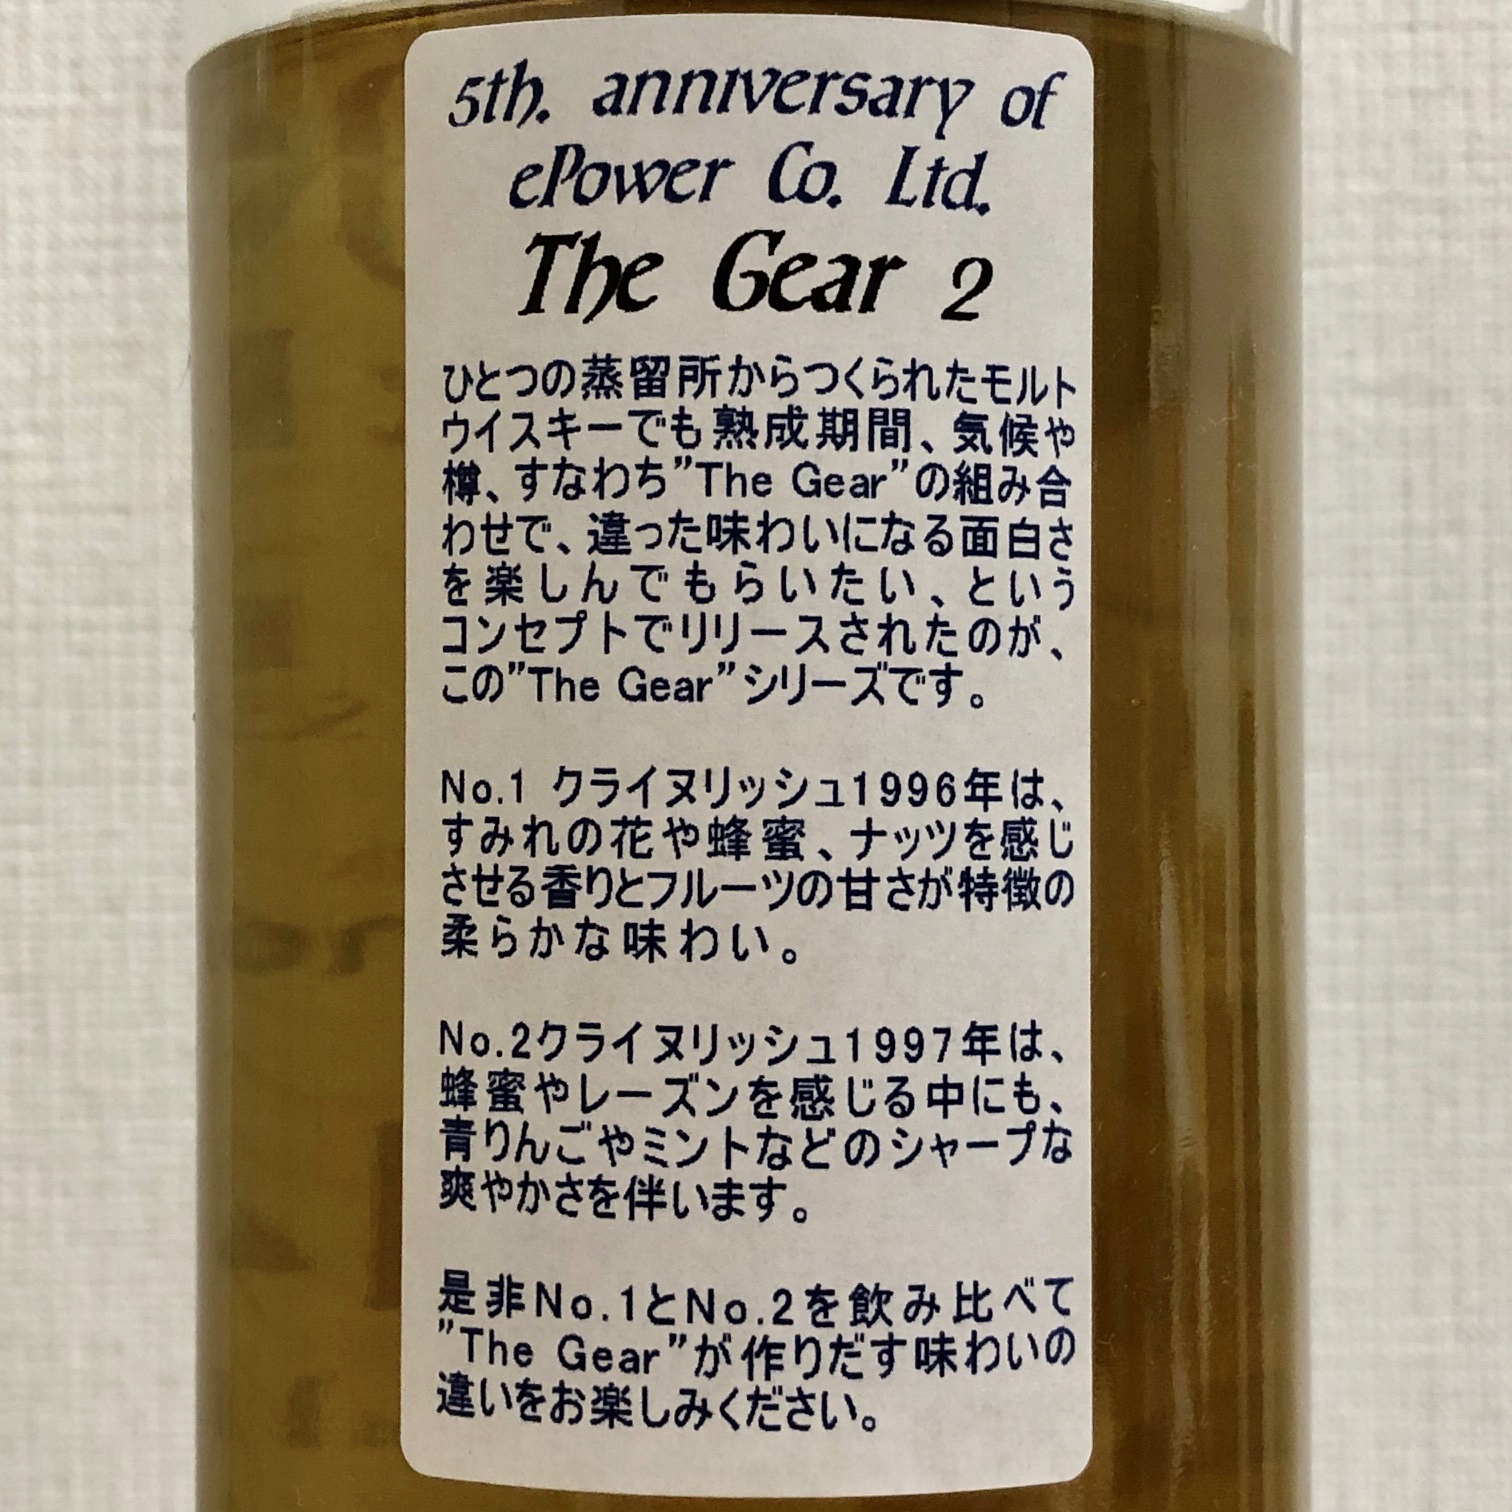 5th. anniversary of
ePower Co. Ltd.
The Gear 2
ひとつの蒸留所からつくられたモルト
ウイスキーでも熟成期間、気候や
樽、すなわち”The Gear”の組み合
わせで、違った味わいになる面白さ
を楽しんでもらいたい、という
コンセプトでリリースされたのが、
この”The Gear”シリーズです。
No.1 クライヌリッシュ1996年は、
すみれの花や蜂蜜、ナッツを感じ
させる香りとフルーツの甘さが特徴の
柔らかな味わい。
No.2クライヌリッシュ1997年は、
蜂蜜やレーズンを感じる中にも、
青りんごやミントなどのシャープな
爽やかさを伴います。
是非No.1とNo.2を飲み比べて
”The Gear”が作りだす味わいの
違いをお楽しみください。